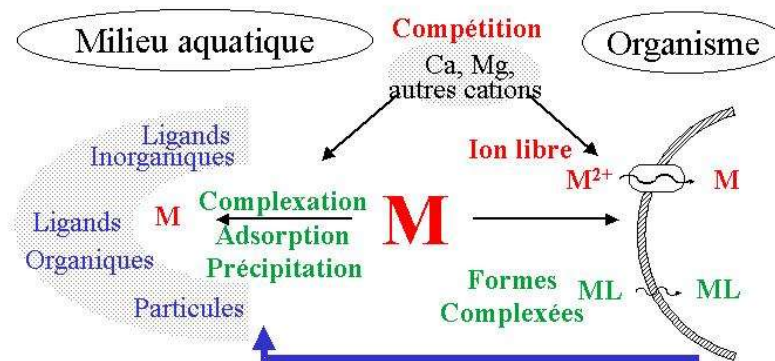 Milieu aquatique
Compétition
Ca, Mg,
autres cations
Organisme
Ligands
Inorganiques
Ion libre
M²⁺ M
M
Complexation
Adsorption
Précipitation
M
Ligands
Organiques
Particules
Formes
Complexées
ML ML